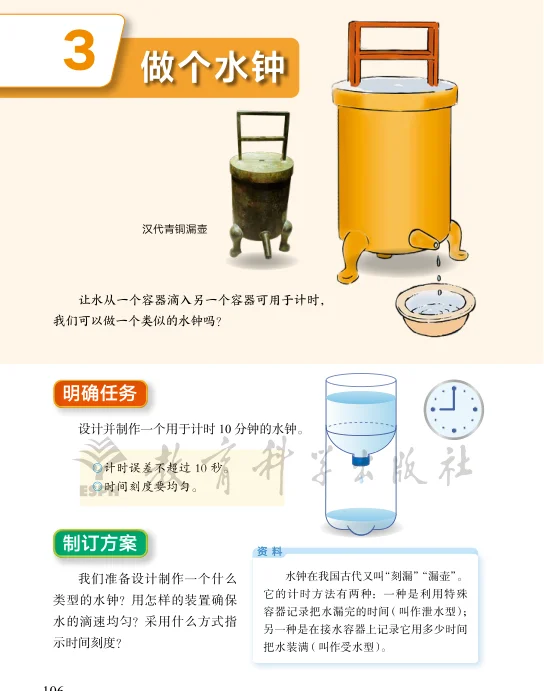 3
做个水钟
汉代青铜漏壶
让水从一个容器滴入另一个容器可用于计时，
我们可以做一个类似的水钟吗？
明确任务
设计并制作一个用于计时 10 分钟的水钟。
计时误差不超过 10 秒。
时间刻度要均匀。
ESPH 教育科学出版社
制订方案
我们准备设计制作一个什么
类型的水钟？用怎样的装置确保
水的滴速均匀？采用什么方式指
示时间刻度？
资料
水钟在我国古代又叫“刻漏”“漏壶”。
它的计时方法有两种：一种是利用特殊
容器记录把水漏完的时间（叫作泄水型）；
另一种是在接水容器上记录它用多少时间
把水装满（叫作受水型）。
106